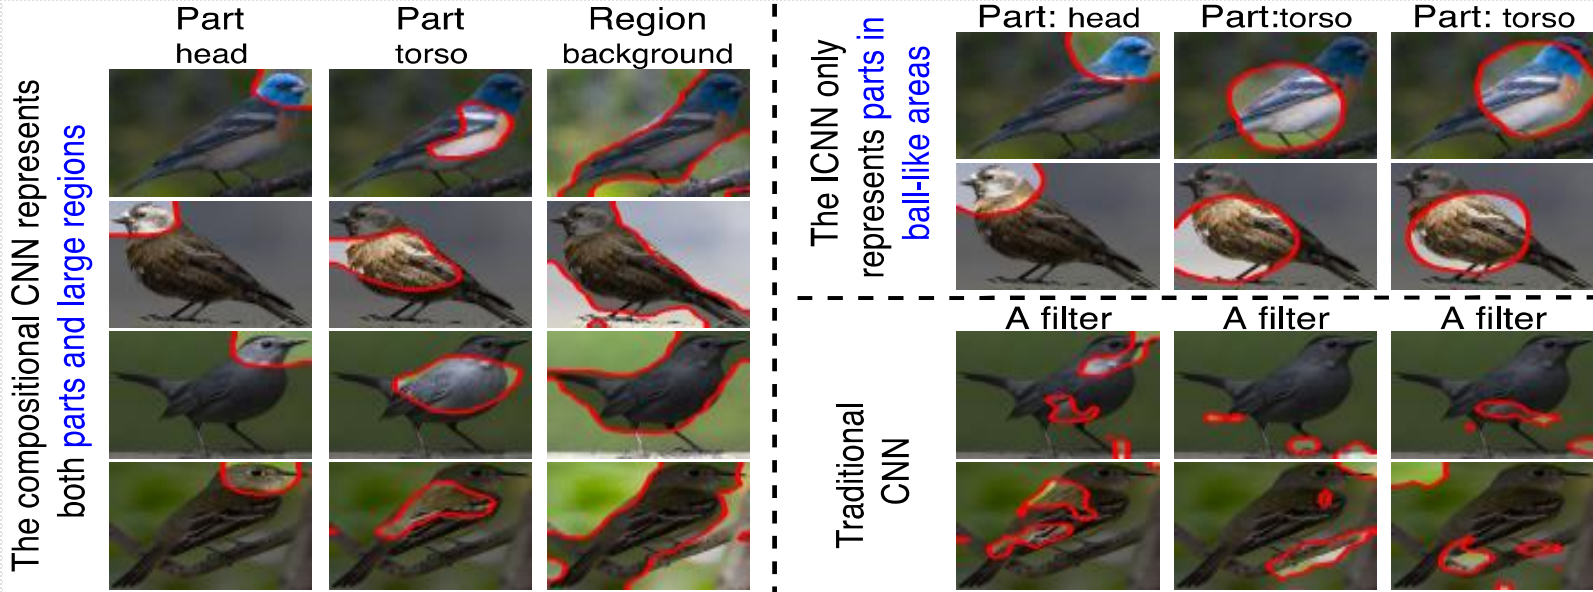 The compositional CNN represents
both parts and large regions
Part
head
Part
torso
Region
background
The ICNN only
represents parts in
ball-like areas
Part: head
Part:torso
Part: torso
Traditional
CNN
A filter
A filter
A filter